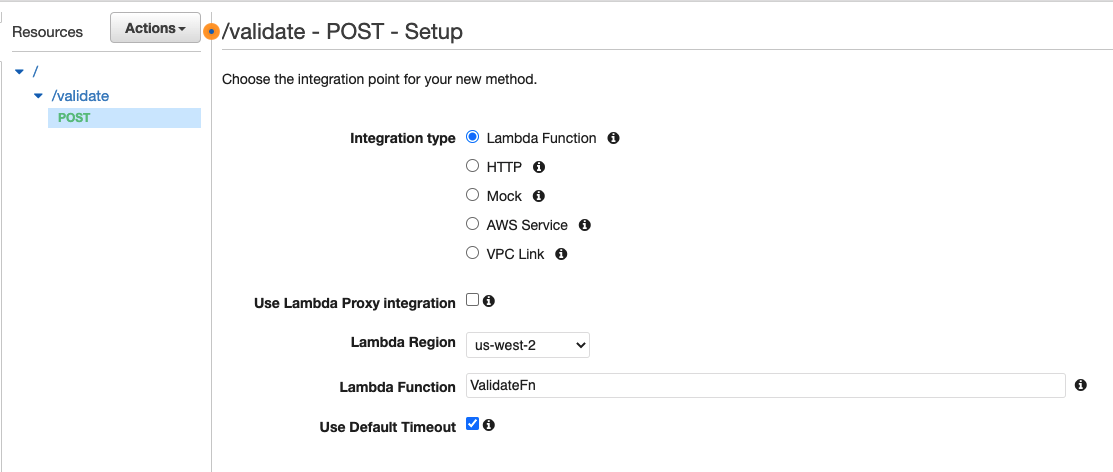 Resources
Actions
/
/validate
POST
/validate - POST - Setup
Choose the integration point for your new method.
Integration type
Lambda Function
HTTP
Mock
AWS Service
VPC Link
Use Lambda Proxy integration
Lambda Region us-west-2
Lambda Function ValidateFn
Use Default Timeout